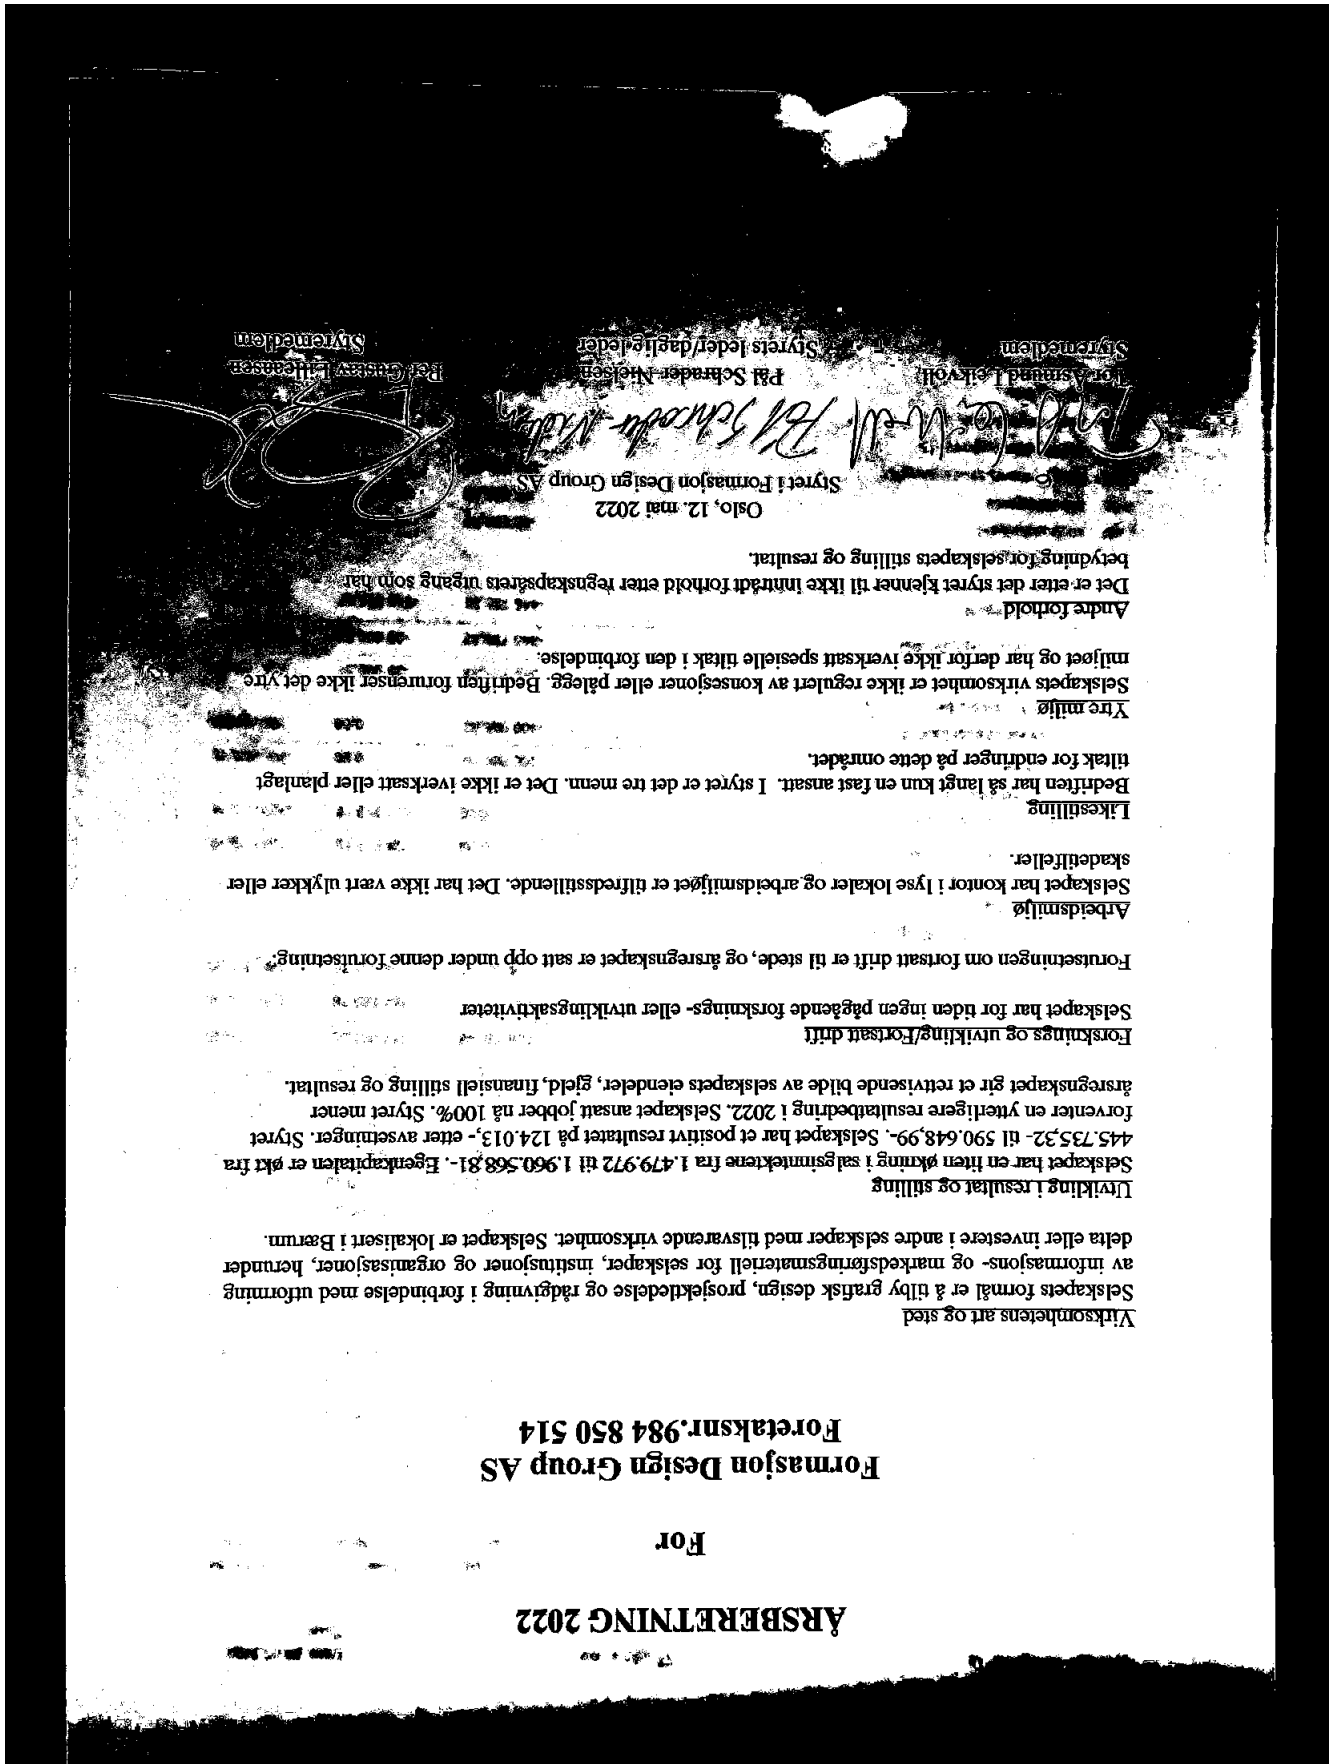 ÅRSBERETNING 2022
For
Formasjon Design Group AS
Foretaksnr.984 850 514
Virksomhetens art og sted
Selskapets formål er å tilby grafisk design, prosjektledelse og rådgivning i forbindelse med utforming
av informasjons- og markedsføringsmateriell for selskaper, institusjoner og organisasjoner, herunder
delta eller investere i andre selskaper med tilsvarende virksomhet. Selskapet er lokalisert i Bærum.
Utvikling i resultat og stilling
Selskapet har en liten økning i salgsinntektene fra 1.479.972 til 1.960.568,81-. Egenkapitalen er økt fra
445.735,32- til 590.648,99-. Selskapet har et positivt resultatet på 124.013,- etter avsetninger. Styret
forventer en ytterligere resultatbedring i 2022. Selskapet ansatt jobber nå 100%. Styret mener
årsregnskapet gir et rettvisende bilde av selskapets eiendeler, gjeld, finansiell stilling og resultat.
Forsknings og utvikling/Fortsatt drift
Selskapet har for tiden ingen pågående forsknings- eller utviklingsaktiviteter
Forutsetningen om fortsatt drift er til stede, og årsregnskapet er satt opp under denne forutsetning.
Arbeidsmiljø
Selskapet har kontor i lyse lokaler og arbeidsmiljøet er tilfredsstillende. Det har ikke vært ulykker eller
skadetilfeller.
Likestilling
Bedriften har så langt kun en fast ansatt. I styret er det tre menn. Det er ikke iverksatt eller planlagt
tiltak for endringer på dette området.
Ytre miljø
Selskapets virksomhet er ikke regulert av konsesjoner eller pålegg. Bedriften forurenser ikke det ytre
miljøet og har derfor ikke iverksatt spesielle tiltak i den forbindelse.
Andre forhold
Det er etter det styret kjenner til ikke inntrådt forhold etter regnskapsårets utgang som har
betydning for selskapets stilling og resultat.
Oslo, 12. mai 2022
Styret i Formasjon Design Group AS
Pål Schrader Nielsen
Tor Åsmund Leikvoll Pål Schrader Nielsen Per Gustav Lilleaasen
Styremedlem Styrets leder/daglig leder Styremedlem